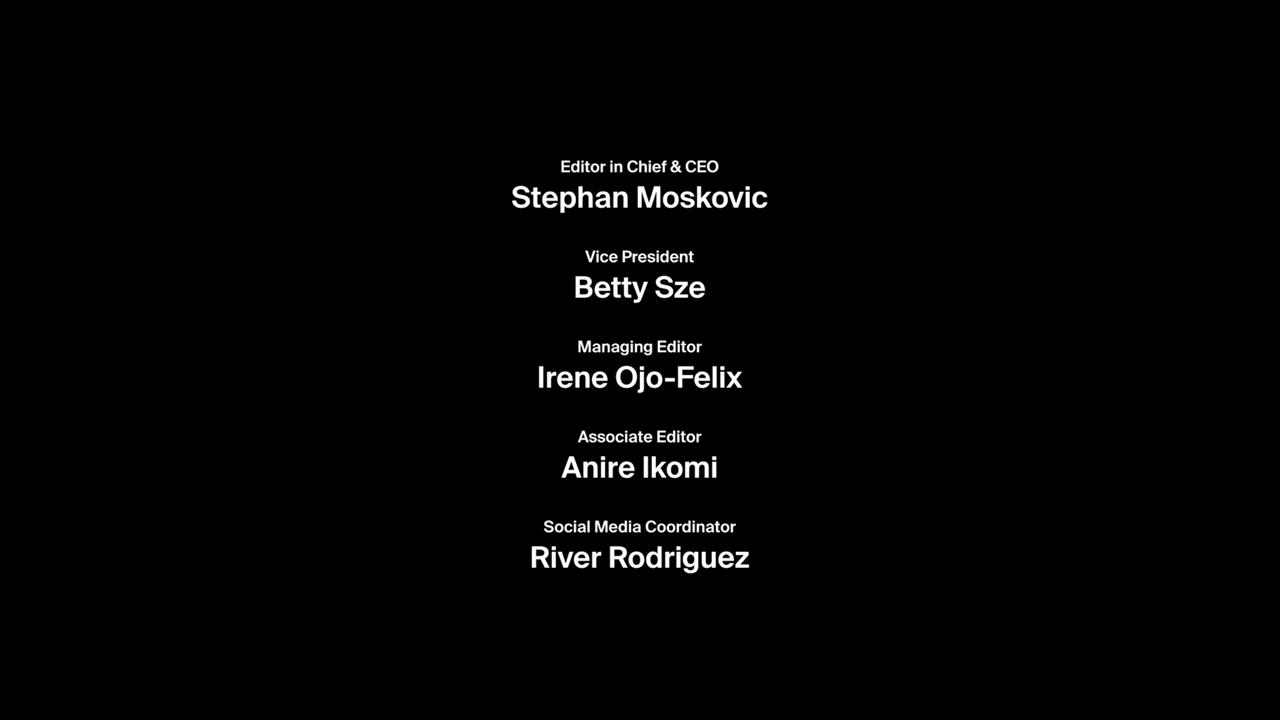 Editor in Chief & CEO
Stephan Moskovic
Vice President
Betty Sze
Managing Editor
Irene Ojo-Felix
Associate Editor
Anire Ikomi
Social Media Coordinator
River Rodriguez